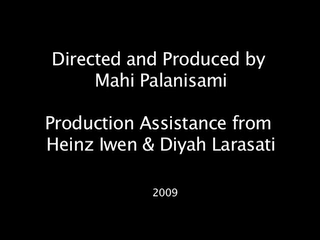 Directed and Produced by
Mahi Palanisami
Production Assistance from
Heinz Iwen & Diyah Larasati
2009